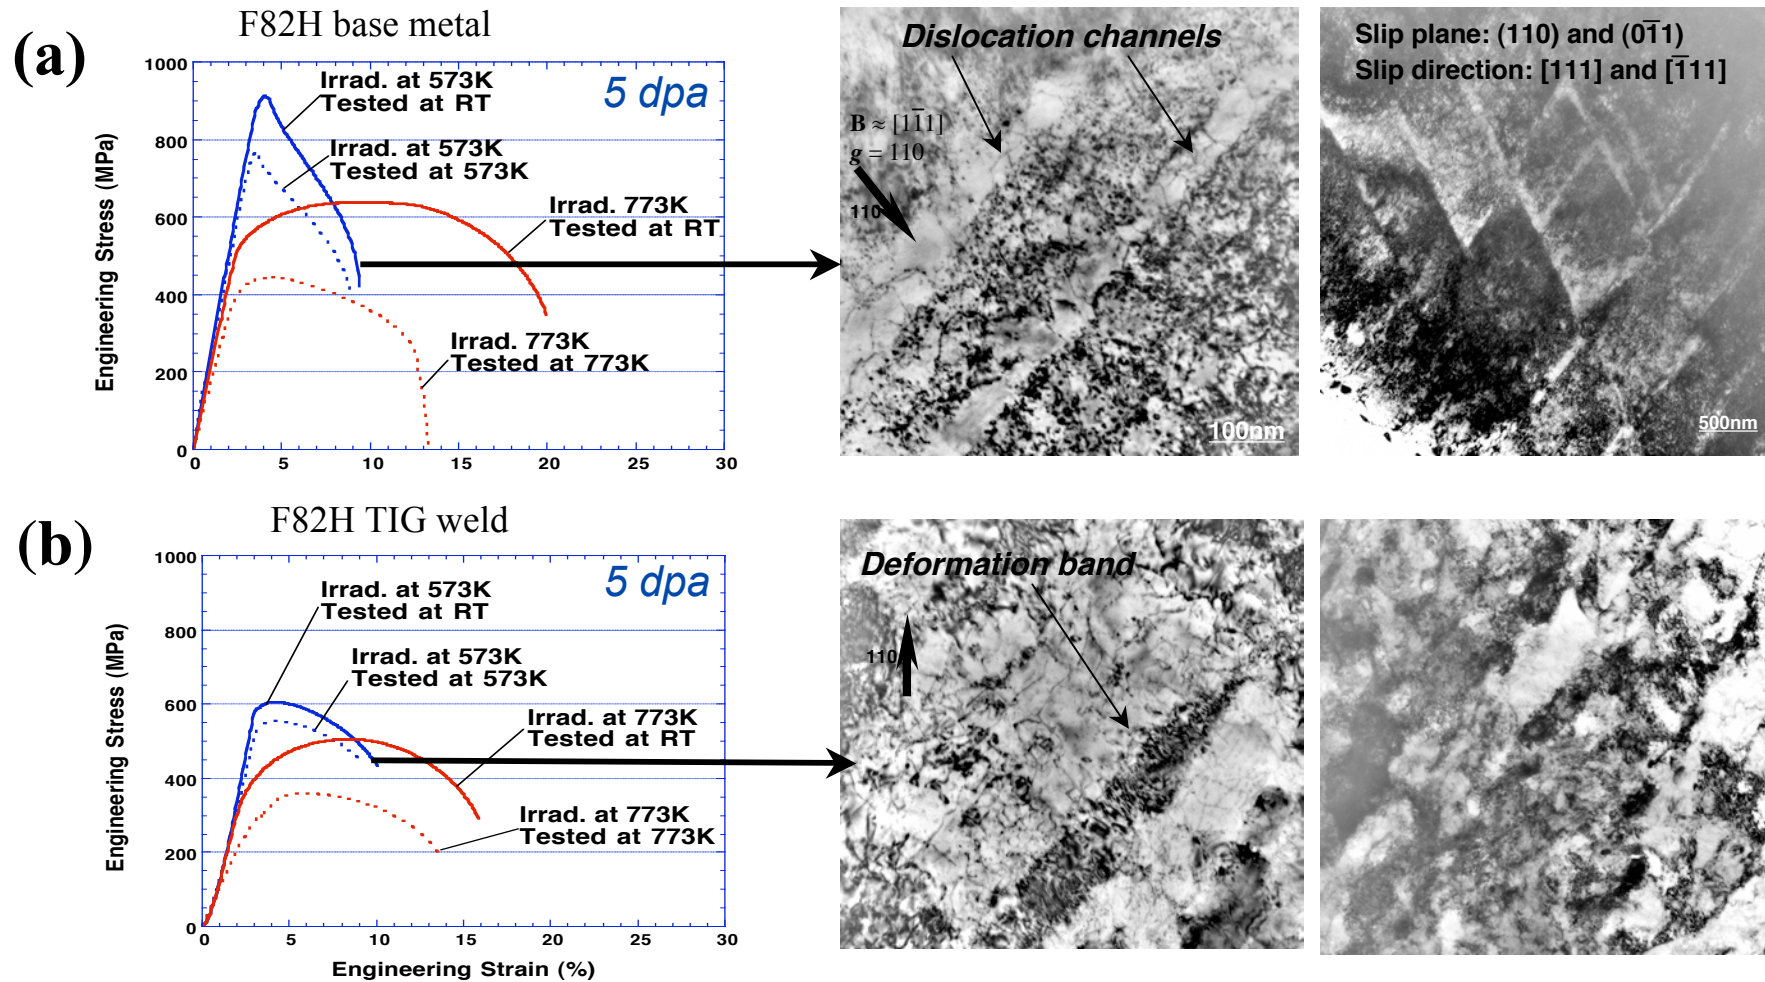 (a)
F82H base metal
Engineering Stress (MPa)
1000
800
600
400
200
0
0 5 10 15 20 25 30
5 dpa
Irrad. at 573K
Tested at RT
Irrad. at 573K
Tested at 573K
Irrad. 773K
Tested at RT
Irrad. 773K
Tested at 773K
Dislocation channels
B ≈ [11̅1]
g = 110
110
100nm
Slip plane: (110) and (01̅1)
Slip direction: [111] and [1̅11]
500nm
(b)
F82H TIG weld
Engineering Stress (MPa)
1000
800
600
400
200
0
0 5 10 15 20 25 30
Engineering Strain (%)
5 dpa
Irrad. at 573K
Tested at RT
Irrad. at 573K
Tested at 573K
Irrad. at 773K
Tested at RT
Irrad. at 773K
Tested at 773K
Deformation band
110